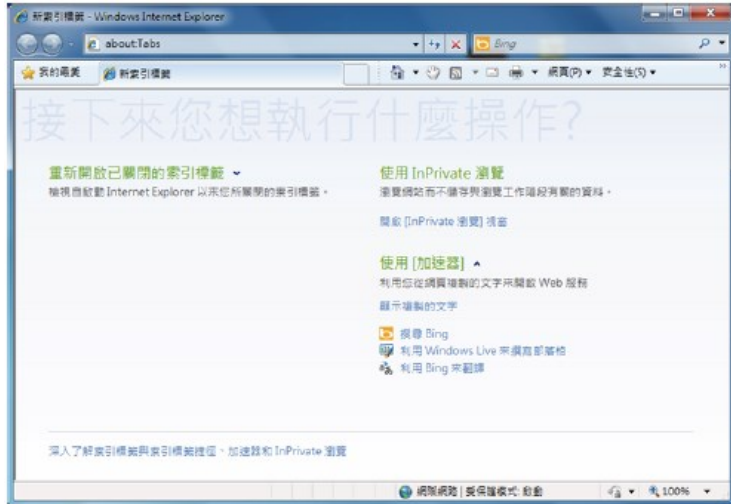 新索引標籤 - Windows Internet Explorer
about:Tabs
Bing
我的最愛
新索引標籤
網頁(P)
安全性(S)
接下來您想執行什麼操作?
重新開啟已關閉的索引標籤
檢視自啟動 Internet Explorer 以來您所關閉的索引標籤。
使用 InPrivate 瀏覽
瀏覽網站而不儲存與瀏覽工作階段有關的資料。
開啟 [InPrivate 瀏覽] 視窗
使用 [加速器]
利用您從網頁複製的文字來開啟 Web 服務
顯示複製的文字
搜尋 Bing
利用 Windows Live 來撰寫部落格
利用 Bing 來翻譯
深入了解索引標籤與索引標籤捷徑、加速器和 InPrivate 瀏覽
網際網路 | 受保護模式: 啟動
100%